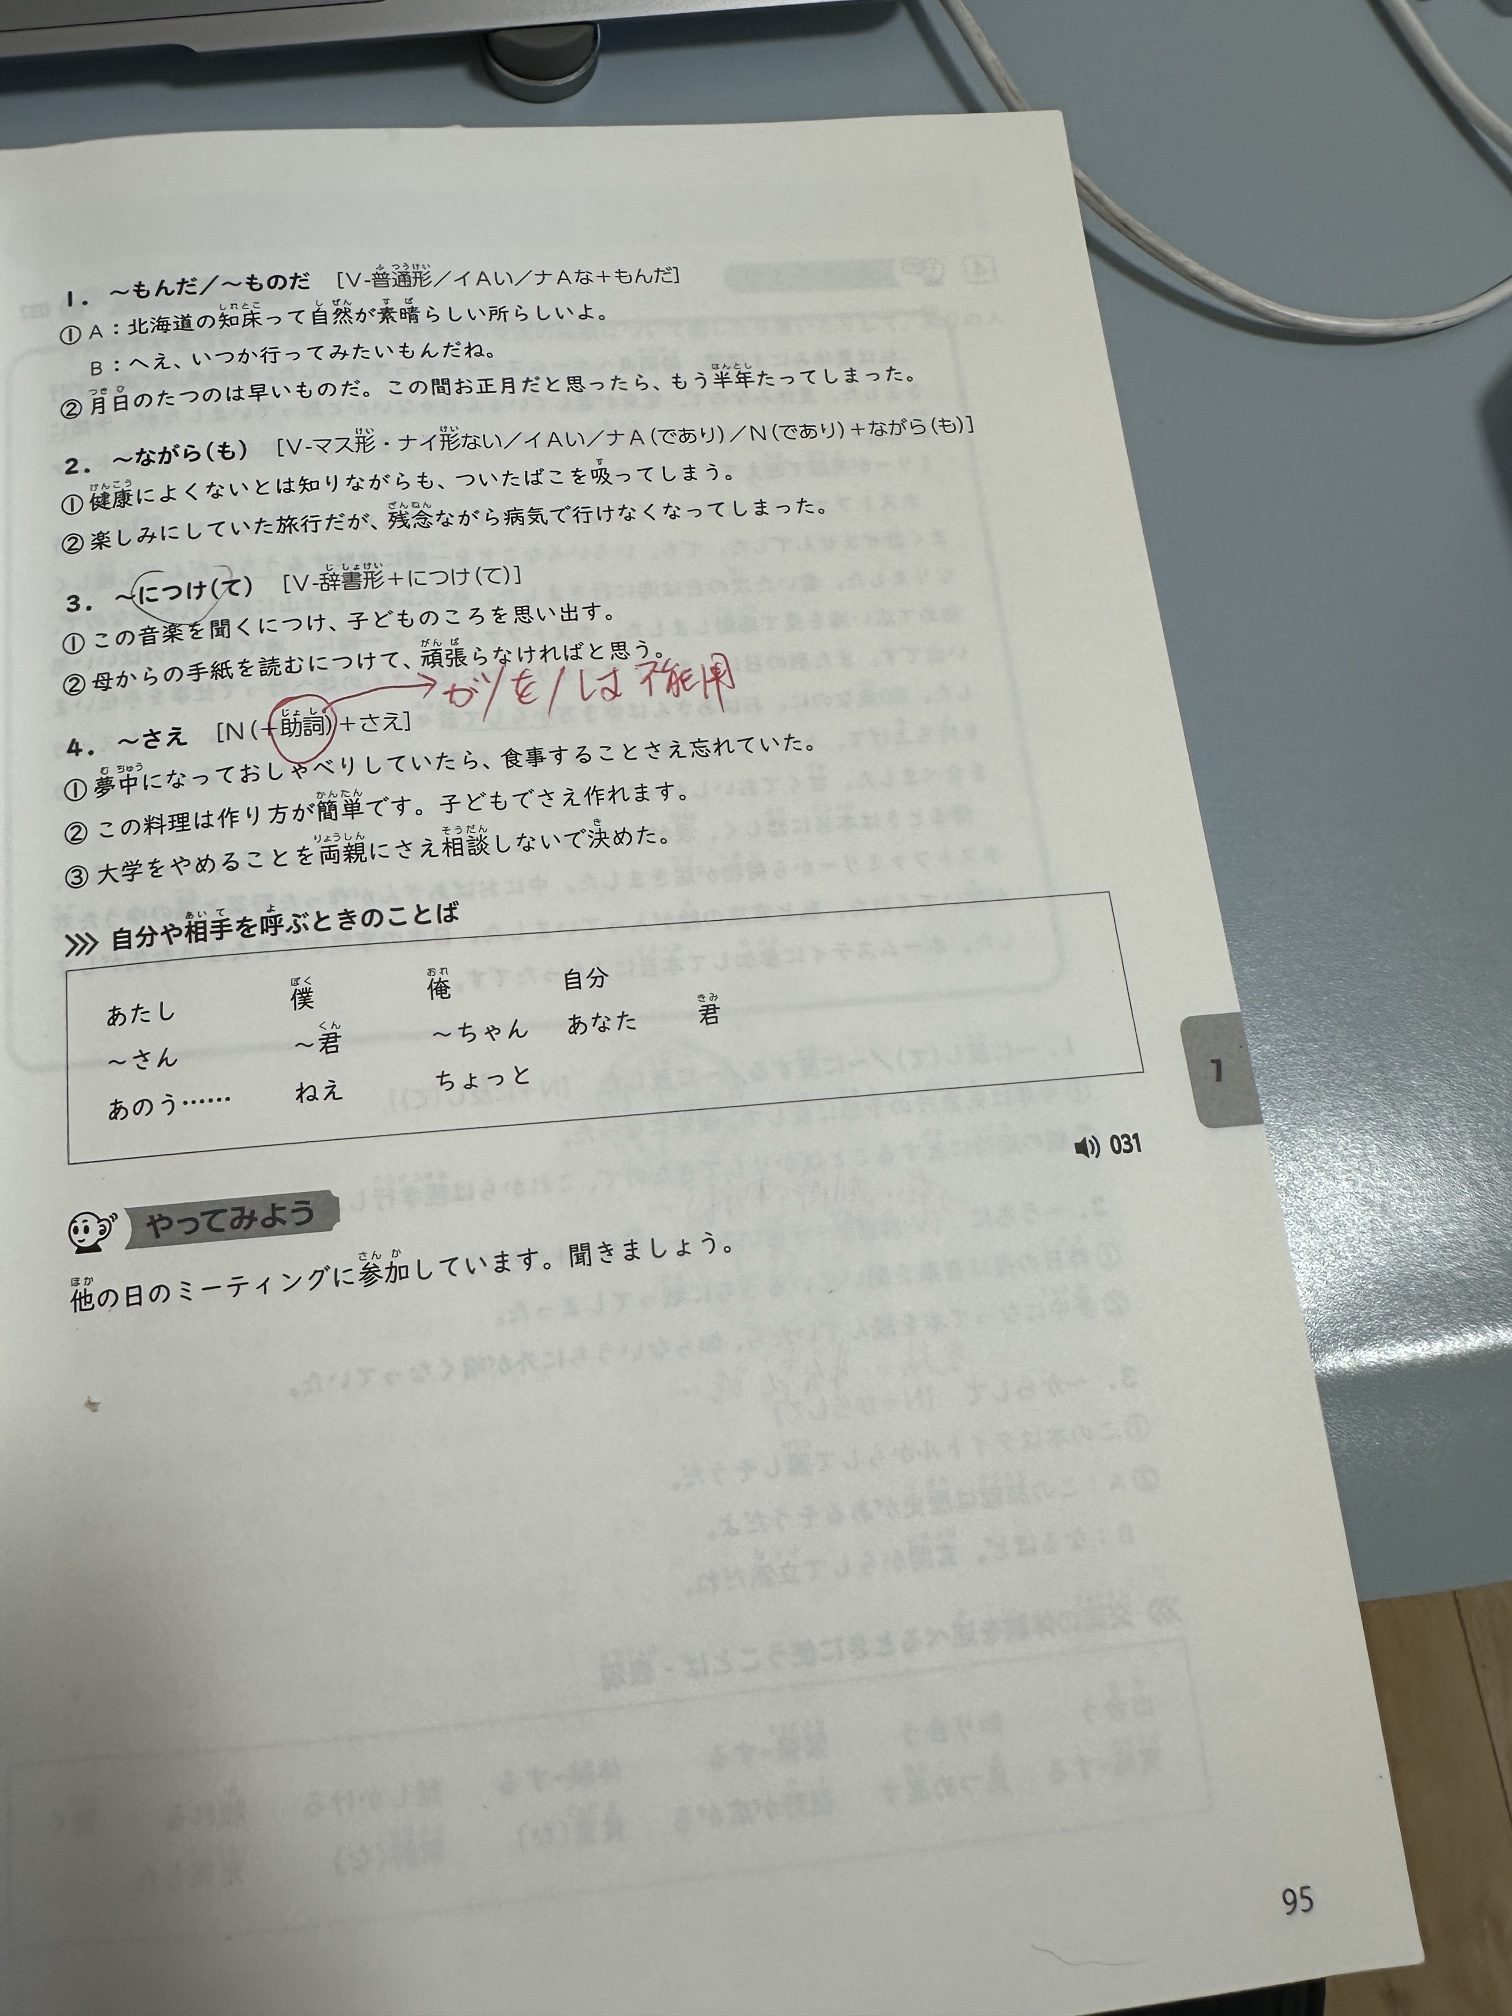 1. ～もんだ／～ものだ [V-普通形／イAい／ナAな＋もんだ]
① A：北海道の知床って自然が素晴らしい所らしいよ。
B：へえ、いつか行ってみたいもんだね。
② 月日のたつのは早いものだ。この間お正月だと思ったら、もう半年たってしまった。
2. ～ながら(も) [V-マス形・ナイ形ない／イAい／ナA(であり)／N(であり)＋ながら(も)]
① 健康によくないとは知りながらも、ついたばこを吸ってしまう。
② 楽しみにしていた旅行だが、残念ながら病気で行けなくなってしまった。
3. ～につけ(て) [V-辞書形＋につけ(て)]
① この音楽を聞くにつけ、子どものころを思い出す。
② 母からの手紙を読むにつけて、頑張らなければと思う。
が/を/は 不能用
4. ～さえ [N(＋助詞)＋さえ]
① 夢中になっておしゃべりしていたら、食事することさえ忘れていた。
② この料理は作り方が簡単です。子どもでさえ作れます。
③ 大学をやめることを両親にさえ相談しないで決めた。
自分や相手を呼ぶときのことば
あたし 僕 俺 自分
～さん ～君 ～ちゃん あなた 君
あのう…… ねえ ちょっと
1
031
やってみよう
他の日のミーティングに参加しています。聞きましょう。
95